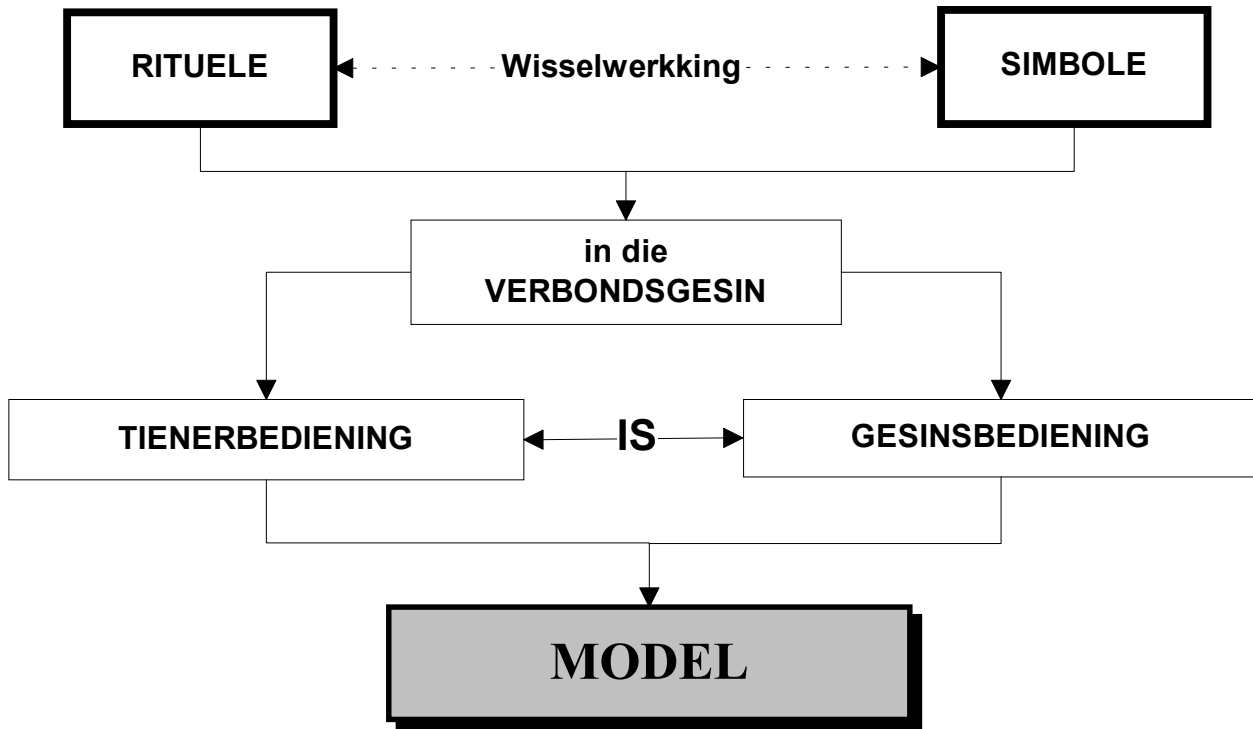 RITUELE
Wisselwerkking
SIMBOLE
in die
VERBONDSGESIN
TIENERBEDIENING
IS
GESINSBEDIENING
MODEL